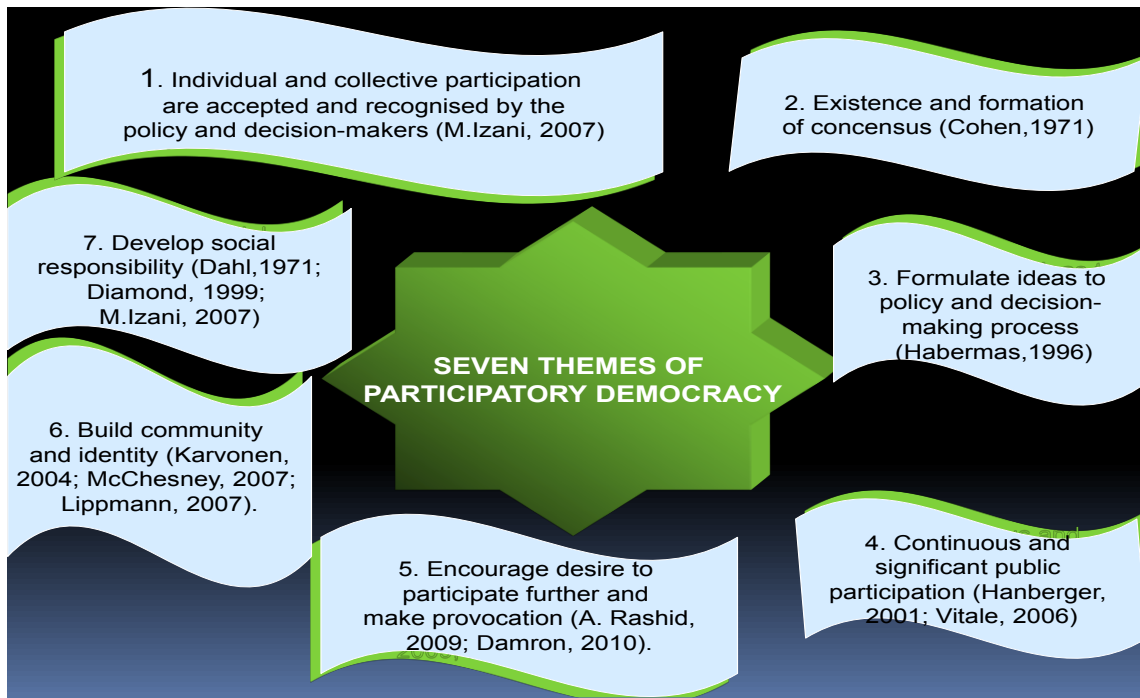 1. Individual and collective participation
are accepted and recognised by the
policy and decision-makers (M.Izani, 2007)
2. Existence and formation
of concensus (Cohen,1971)
3. Formulate ideas to
policy and decision-
making process
(Habermas,1996)
4. Continuous and
significant public
participation (Hanberger,
2001; Vitale, 2006)
5. Encourage desire to
participate further and
make provocation (A. Rashid,
2009; Damron, 2010).
6. Build community
and identity (Karvonen,
2004; McChesney, 2007;
Lippmann, 2007).
7. Develop social
responsibility (Dahl,1971;
Diamond, 1999;
M.Izani, 2007)
SEVEN THEMES OF
PARTICIPATORY DEMOCRACY